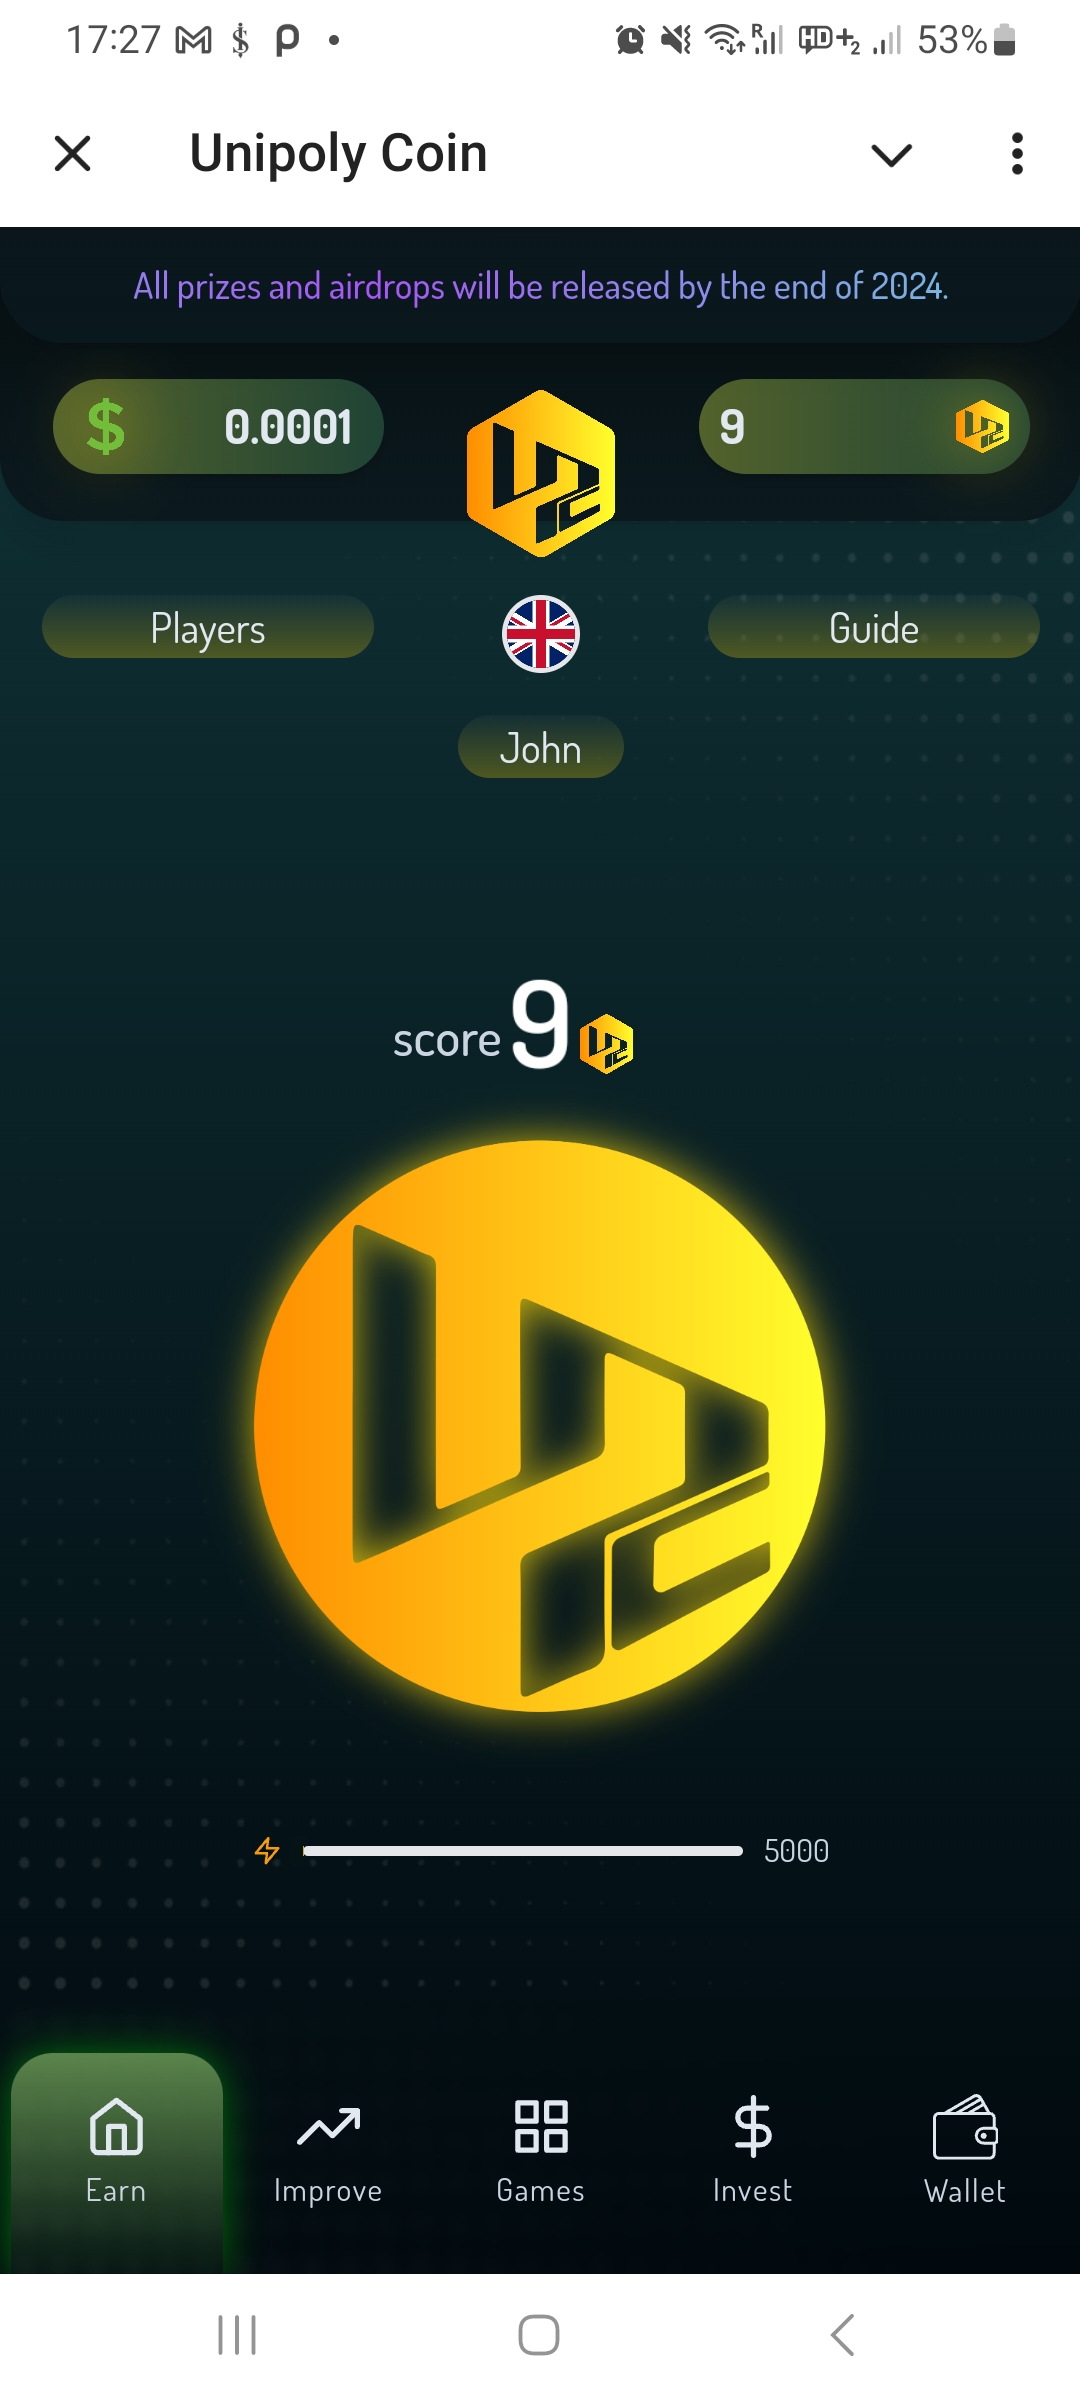 17:27
53%
Unipoly Coin
All prizes and airdrops will be released by the end of 2024.
$ 0.0001
9
Players
Guide
John
score 9
5000
Earn
Improve
Games
Invest
Wallet